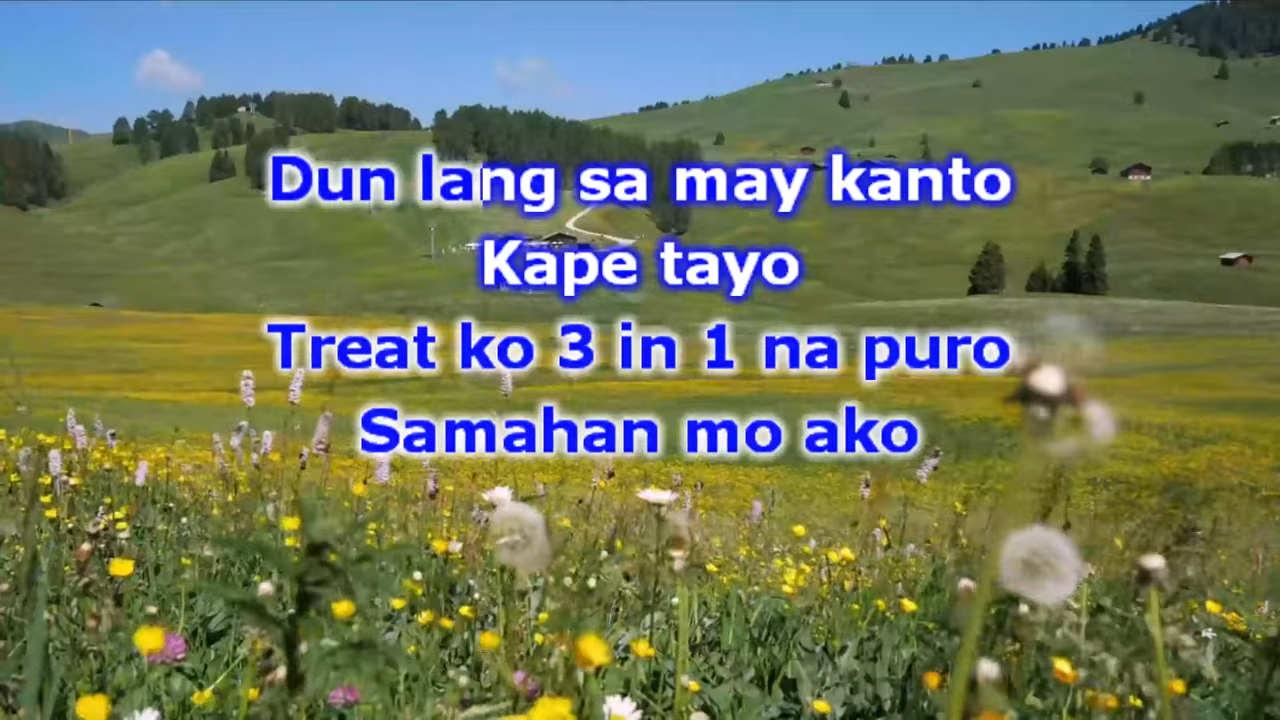 Dun lang sa may kanto
Kape tayo
Treat ko 3 in 1 na puro
Samahan mo ako